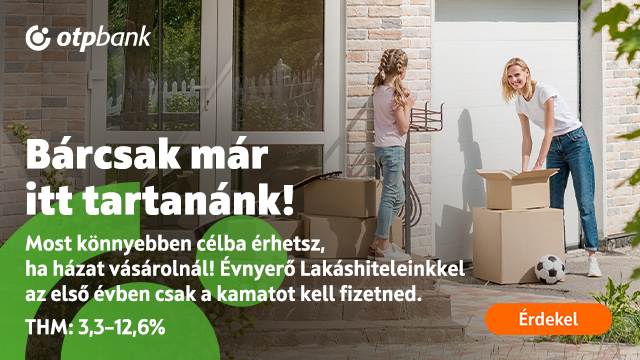 otpbank
Bárcsak már
itt tartanánk!
Most könnyebben célba érhetsz,
ha házat vásárolnál! Évnyerő Lakáshiteleinkkel
az első évben csak a kamatot kell fizetned.
THM: 3,3–12,6%
Érdekel